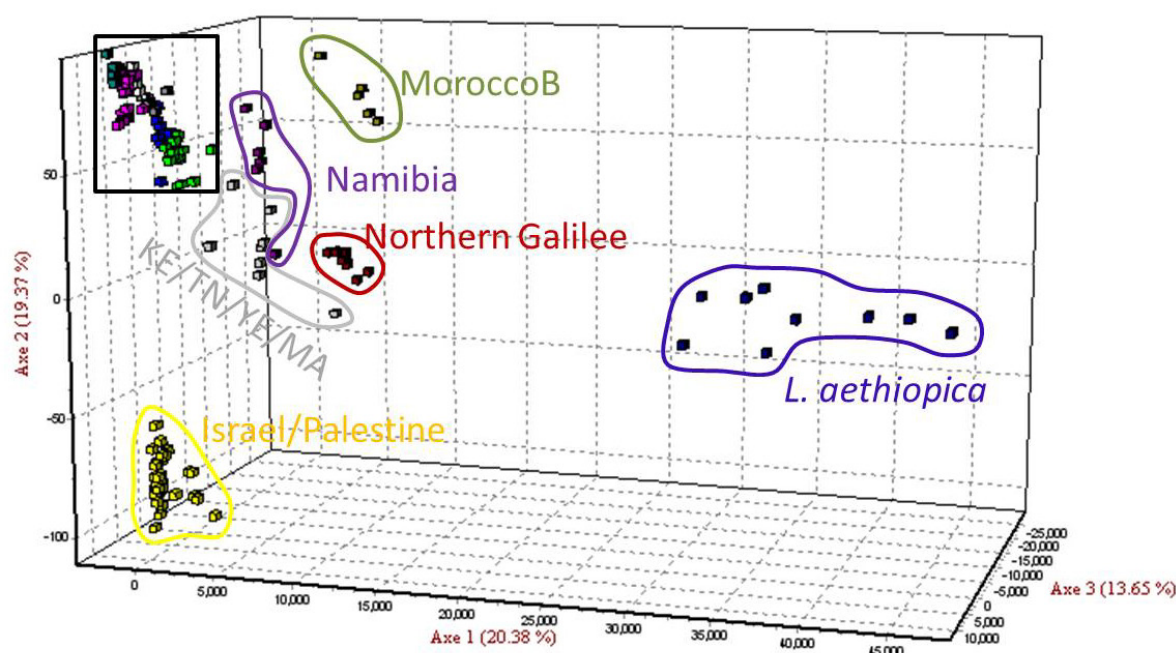 MoroccoB
Namibia
Northern Galilee
KE/TN/YE/MA
L. aethiopica
Israel/Palestine
Axe 2 (19.37 %)
50
0
-50
-100
0
5,000
10,000
15,000
20,000
25,000
30,000
35,000
40,000
45,000
Axe 1 (20.38 %)
-25,000
-20,000
-15,000
-10,000
-5,000
0
5,000
10,000
Axe 3 (13.65 %)